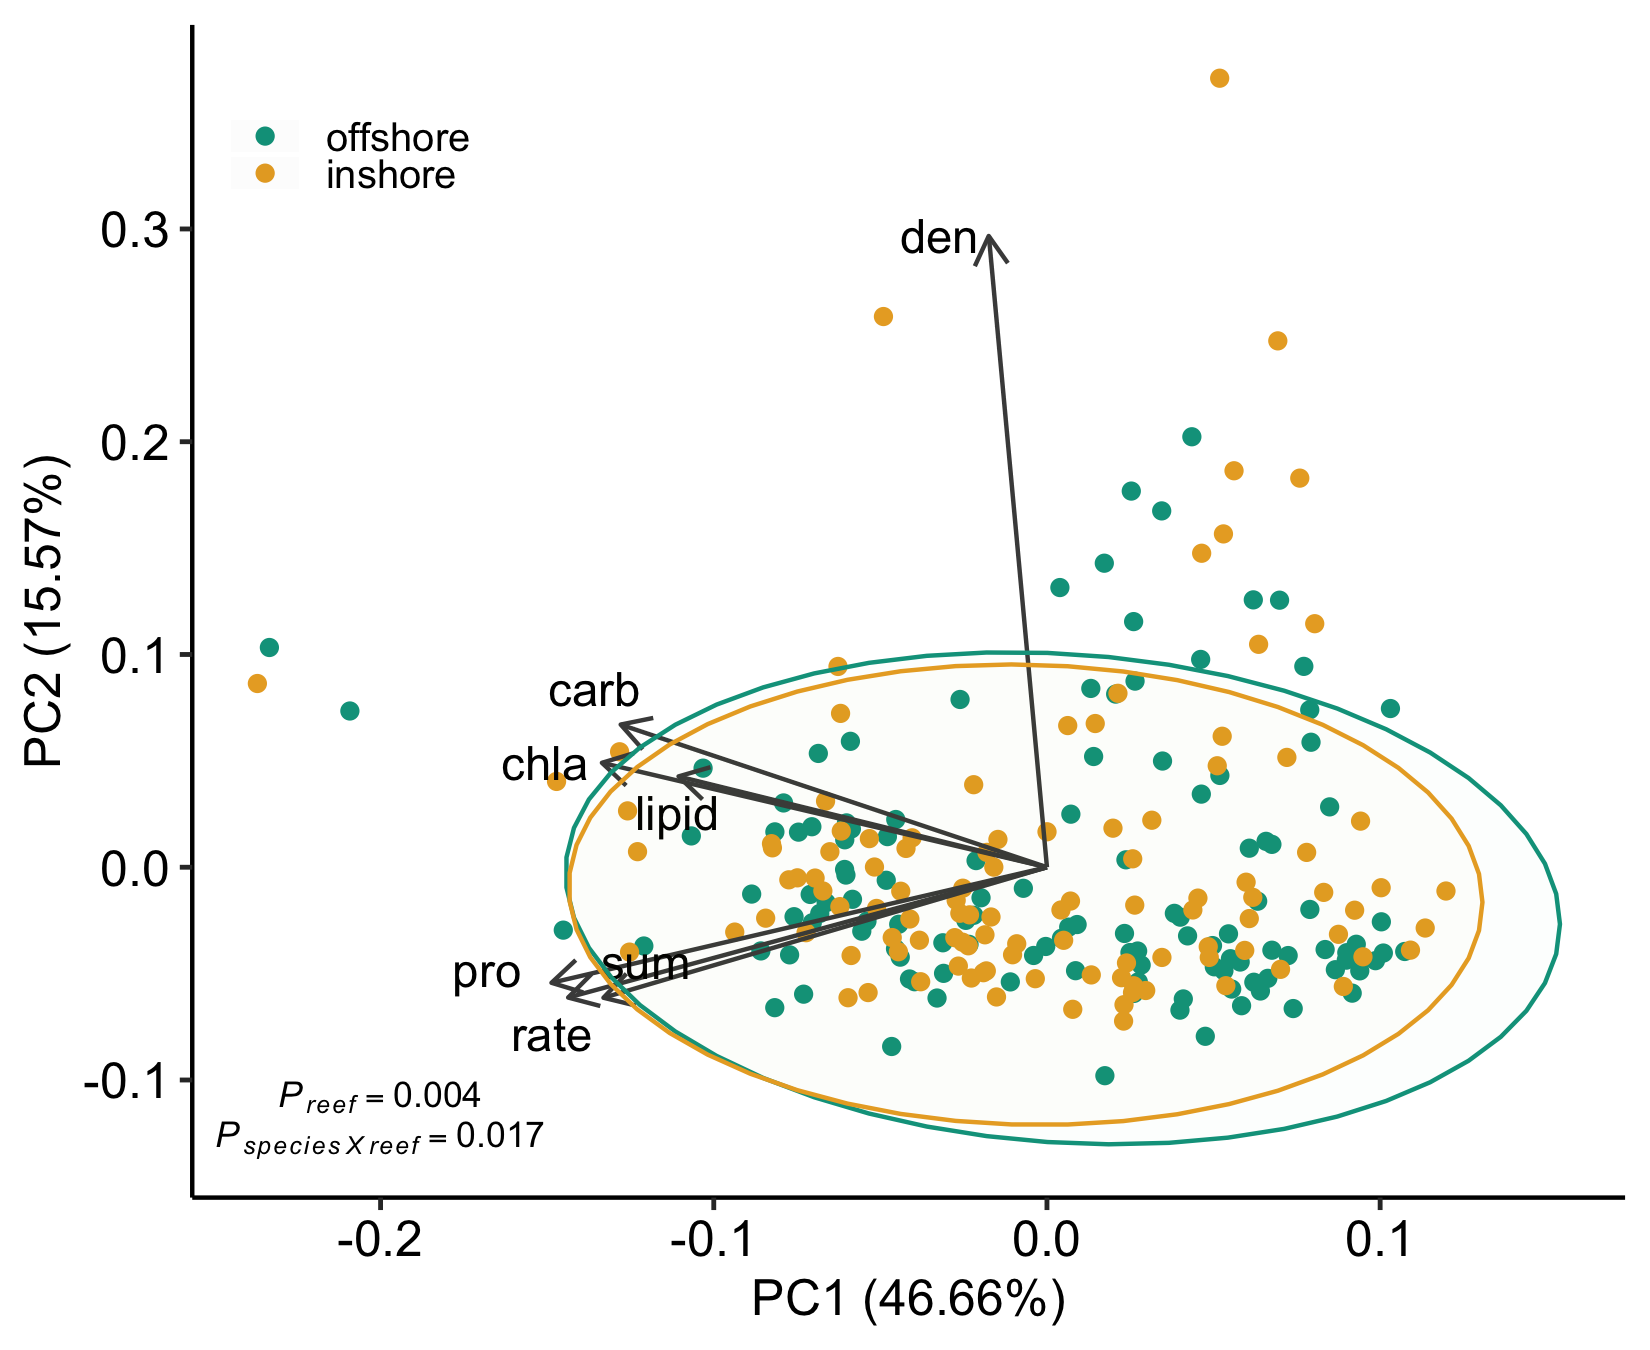 offshore
inshore
den
carb
chla
lipid
pro
sum
rate
P reef = 0.004
P species X reef = 0.017
0.3
0.2
0.1
0.0
-0.1
PC2 (15.57%)
-0.2
-0.1
0.0
0.1
PC1 (46.66%)